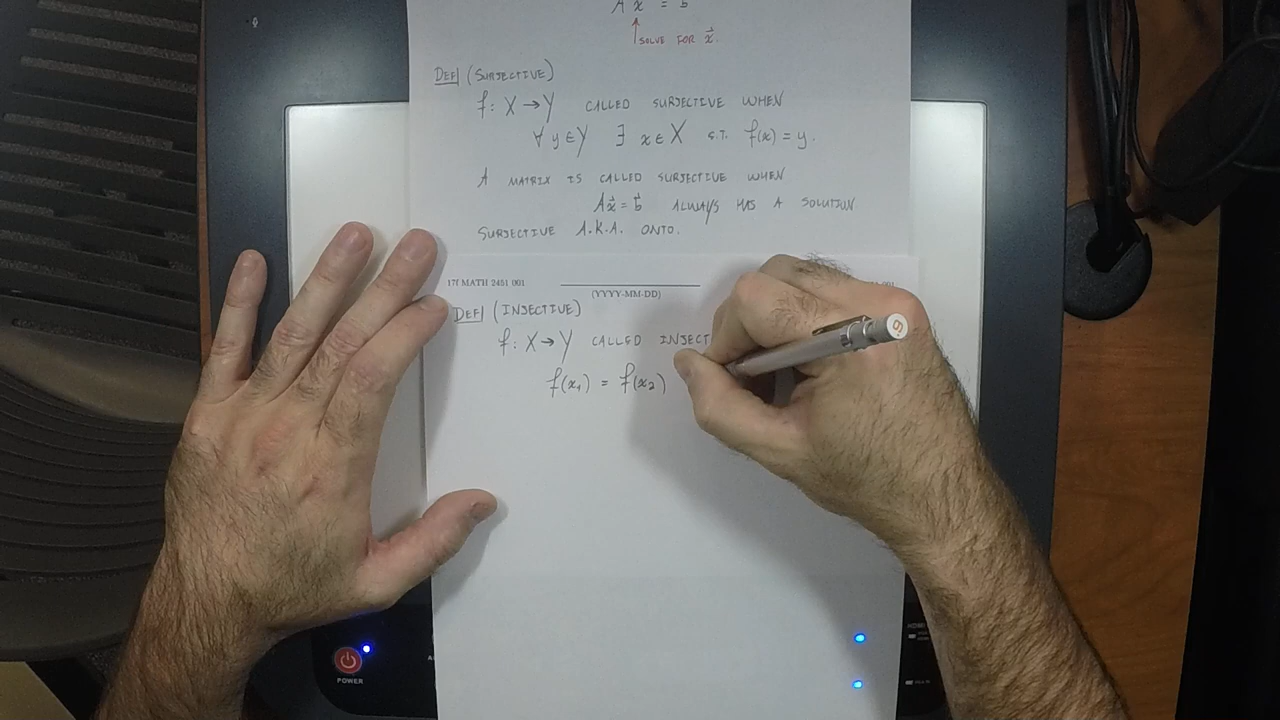 A x⃗ = b
SOLVE FOR x⃗.
DEF (SURJECTIVE)
f: X → Y CALLED SURJECTIVE WHEN
∀ y ∈ Y ∃ x ∈ X S.T. f(x) = y.
A MATRIX IS CALLED SURJECTIVE WHEN
Ax⃗ = b⃗ ALWAYS HAS A SOLUTION
SURJECTIVE A.K.A. ONTO.
17f MATH 2451 001
(YYYY-MM-DD)
DEF (INJECTIVE)
f: X → Y CALLED INJECT
f(x₁) = f(x₂)
POWER